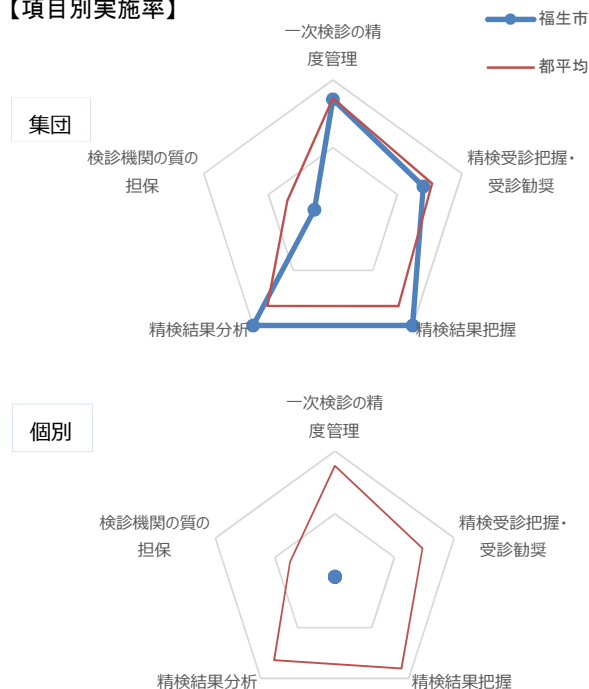 【項目別実施率】
福生市
都平均
集団
一次検診の精
度管理
精検受診把握・
受診勧奨
精検結果把握
精検結果分析
検診機関の質の
担保
個別
一次検診の精
度管理
精検受診把握・
受診勧奨
精検結果把握
精検結果分析
検診機関の質の
担保